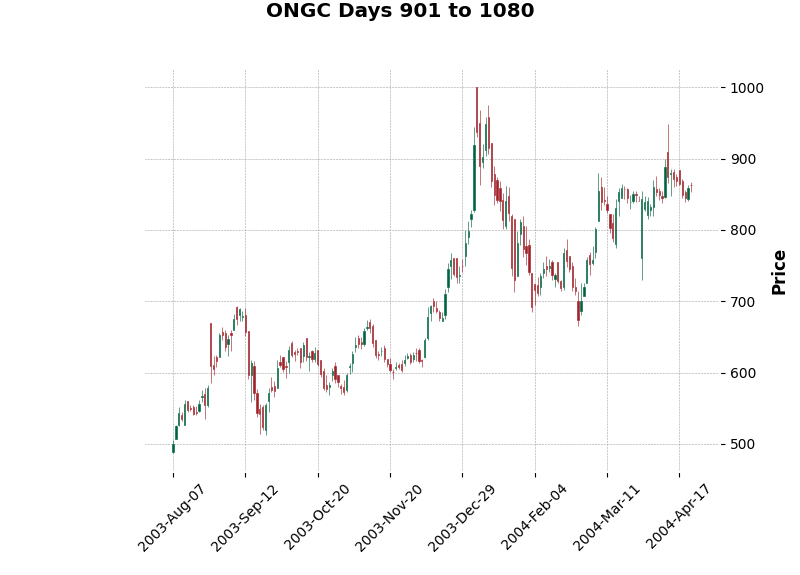 ONGC Days 901 to 1080
1000
900
800
700
600
500
Price
2003-Aug-07
2003-Sep-12
2003-Oct-20
2003-Nov-20
2003-Dec-29
2004-Feb-04
2004-Mar-11
2004-Apr-17